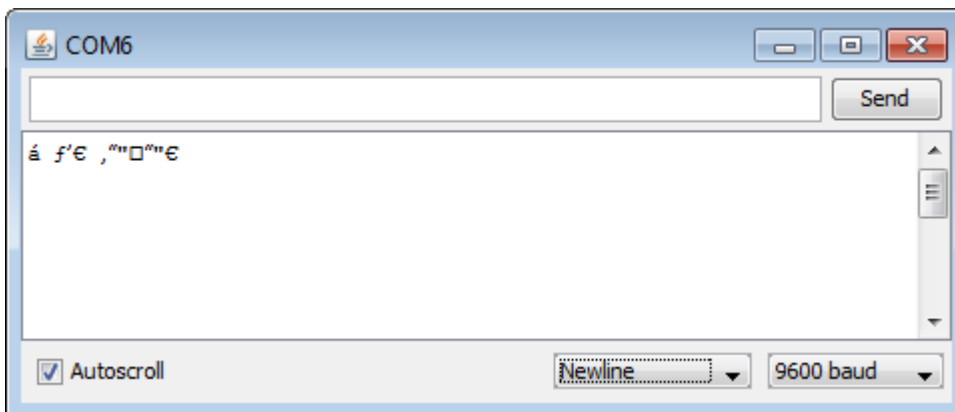 COM6
Send
á ƒ’€ ‚“"□“"€
Autoscroll
Newline
9600 baud